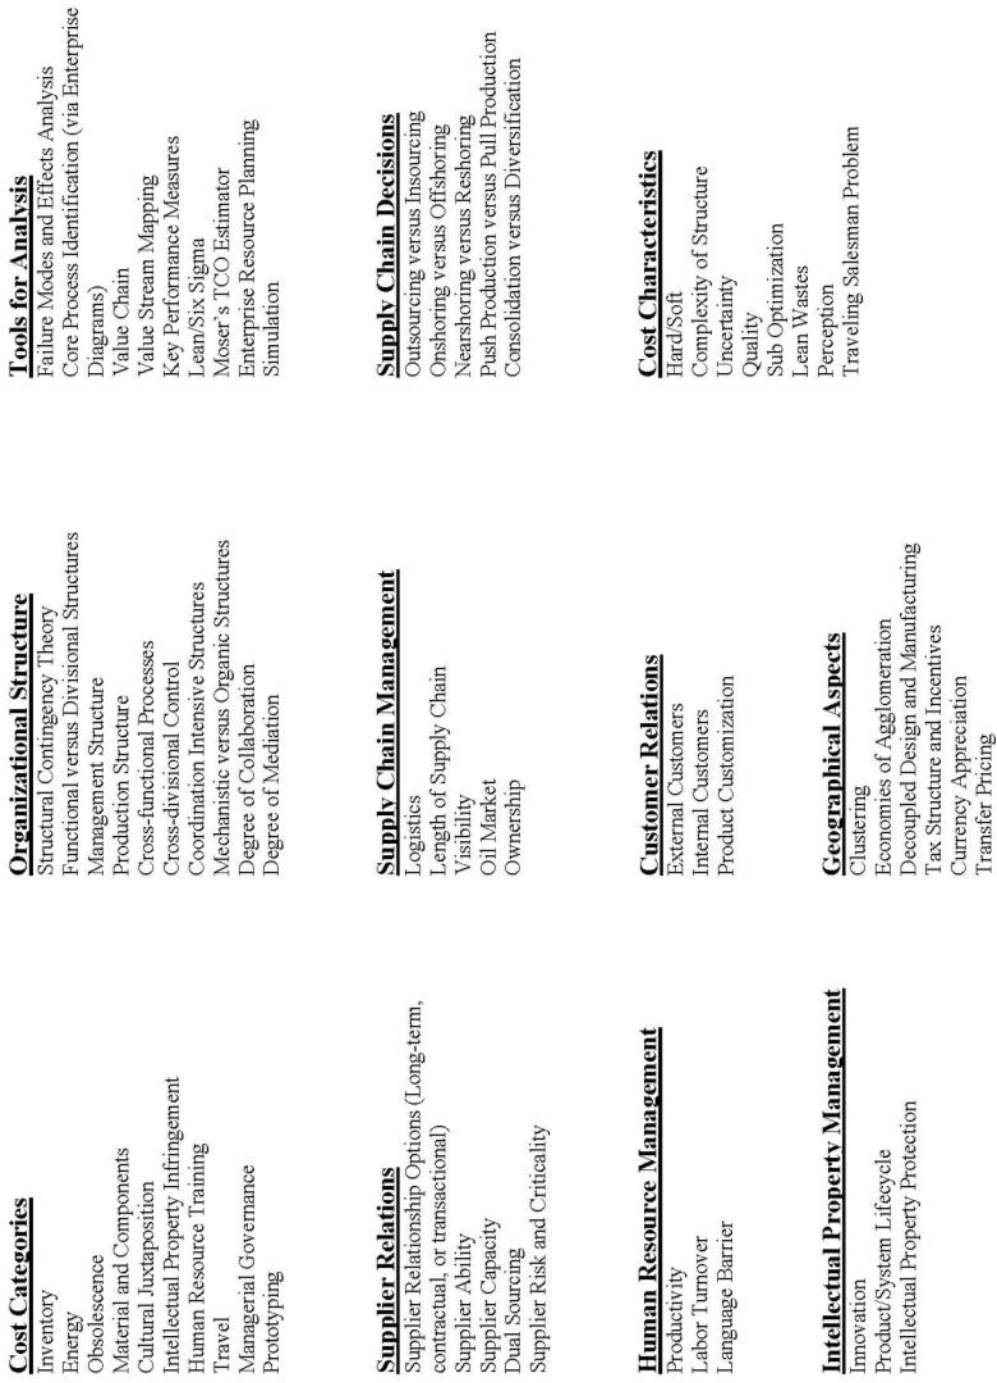 Cost Categories
Inventory
Energy
Obsolescence
Material and Components
Cultural Juxtaposition
Intellectual Property Infringement
Human Resource Training
Travel
Managerial Governance
Prototyping
Organizational Structure
Structural Contingency Theory
Functional versus Divisional Structures
Management Structure
Production Structure
Cross-functional Processes
Cross-divisional Control
Coordination Intensive Structures
Mechanistic versus Organic Structures
Degree of Collaboration
Degree of Mediation
Tools for Analysis
Failure Modes and Effects Analysis
Core Process Identification (via Enterprise
Diagrams)
Value Chain
Value Stream Mapping
Key Performance Measures
Lean/Six Sigma
Moser's TCO Estimator
Enterprise Resource Planning
Simulation
Supplier Relations
Supplier Relationship Options (Long-term,
contractual, or transactional)
Supplier Ability
Supplier Capacity
Dual Sourcing
Supplier Risk and Criticality
Supply Chain Management
Logistics
Length of Supply Chain
Visibility
Oil Market
Ownership
Supply Chain Decisions
Outsourcing versus Insourcing
Onshoring versus Offshoring
Nearshoring versus Reshoring
Push Production versus Pull Production
Consolidation versus Diversification
Human Resource Management
Productivity
Labor Turnover
Language Barrier
Customer Relations
External Customers
Internal Customers
Product Customization
Cost Characteristics
Hard/Soft
Complexity of Structure
Uncertainty
Quality
Sub Optimization
Lean Wastes
Perception
Traveling Salesman Problem
Intellectual Property Management
Innovation
Product/System Lifecycle
Intellectual Property Protection
Geographical Aspects
Clustering
Economies of Agglomeration
Decoupled Design and Manufacturing
Tax Structure and Incentives
Currency Appreciation
Transfer Pricing